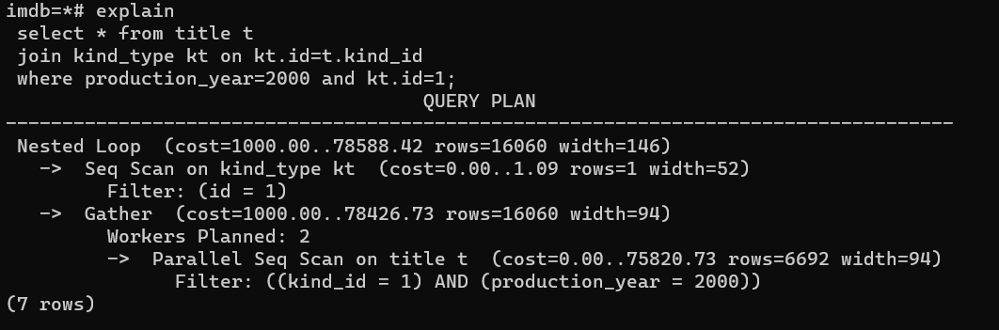 imdb=*# explain
select * from title t
join kind_type kt on kt.id=t.kind_id
where production_year=2000 and kt.id=1;
QUERY PLAN
------------------------------------------------------------------------------------
Nested Loop  (cost=1000.00..78588.42 rows=16060 width=146)
  ->  Seq Scan on kind_type kt  (cost=0.00..1.09 rows=1 width=52)
        Filter: (id = 1)
  ->  Gather  (cost=1000.00..78426.73 rows=16060 width=94)
        Workers Planned: 2
        ->  Parallel Seq Scan on title t  (cost=0.00..75820.73 rows=6692 width=94)
              Filter: ((kind_id = 1) AND (production_year = 2000))
(7 rows)